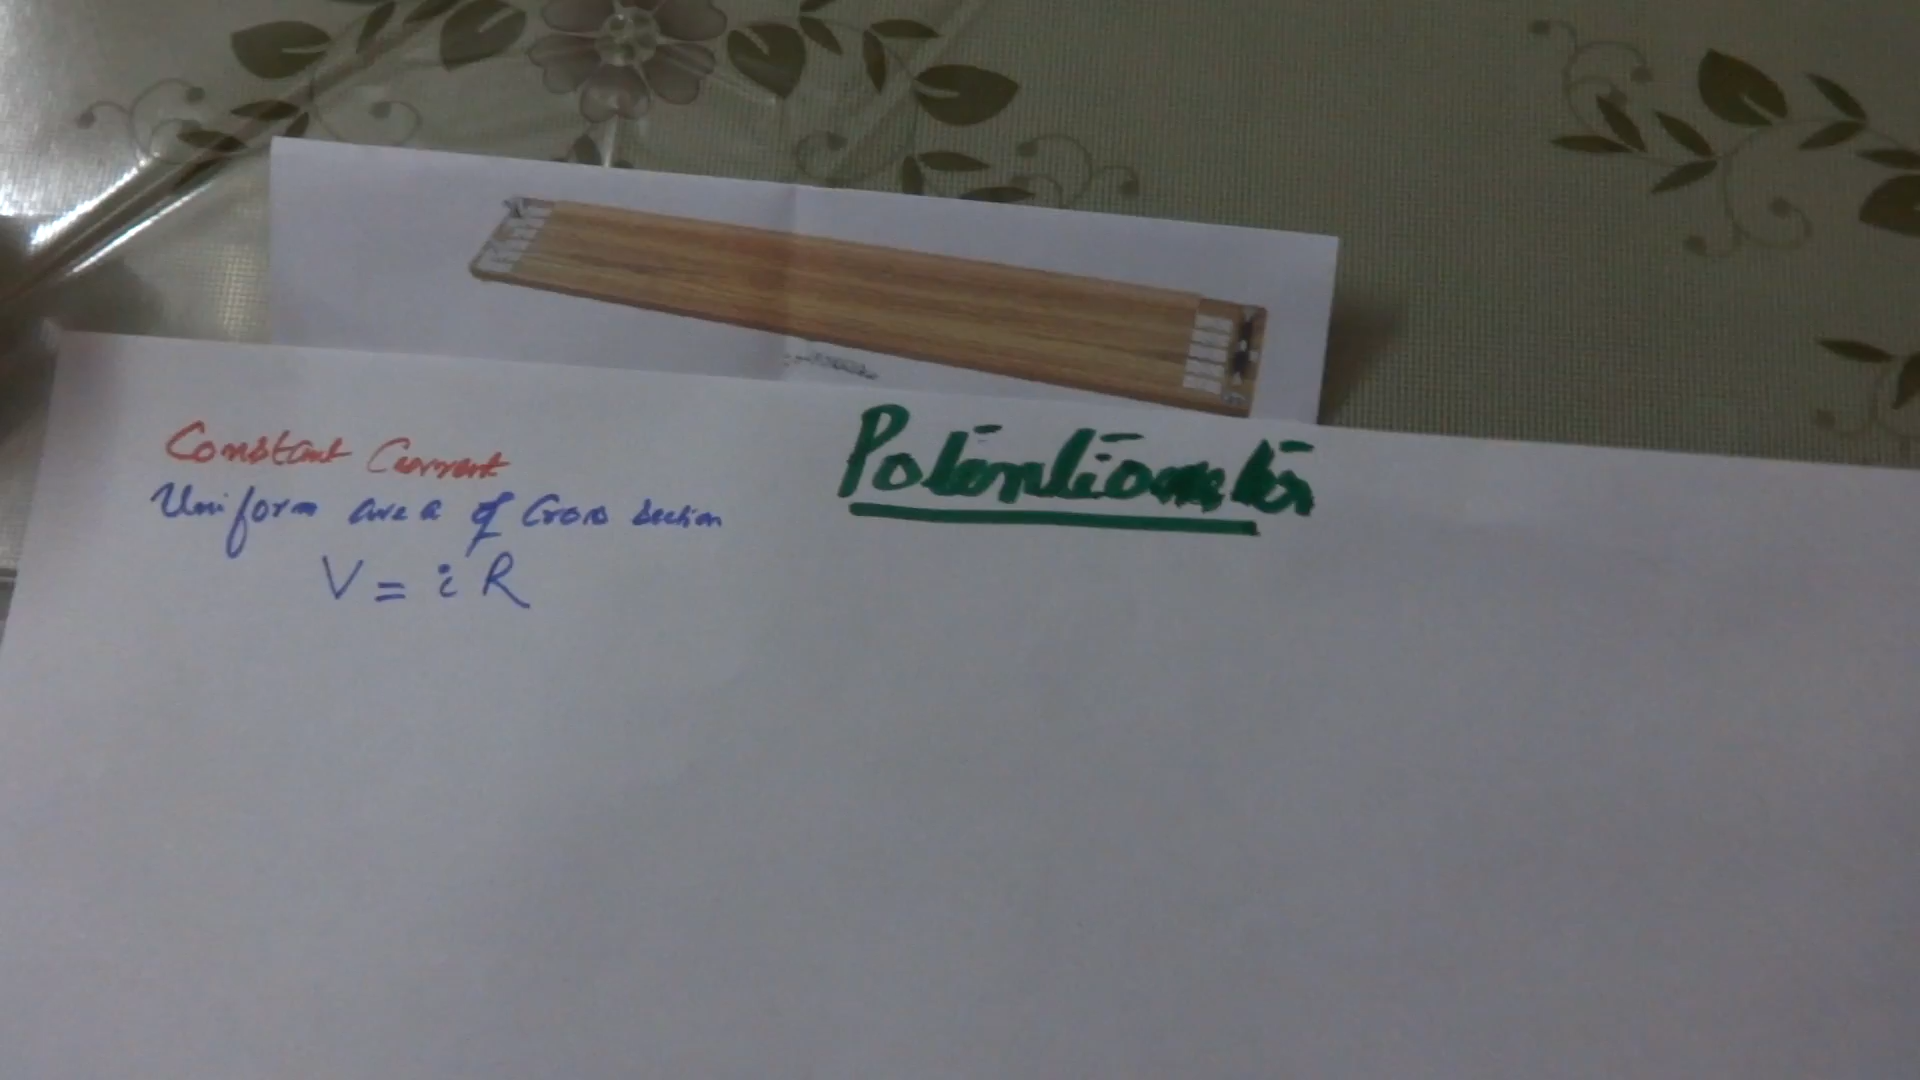 Potentiometer
Constant Current
Uniform area of Cross section
V = i R